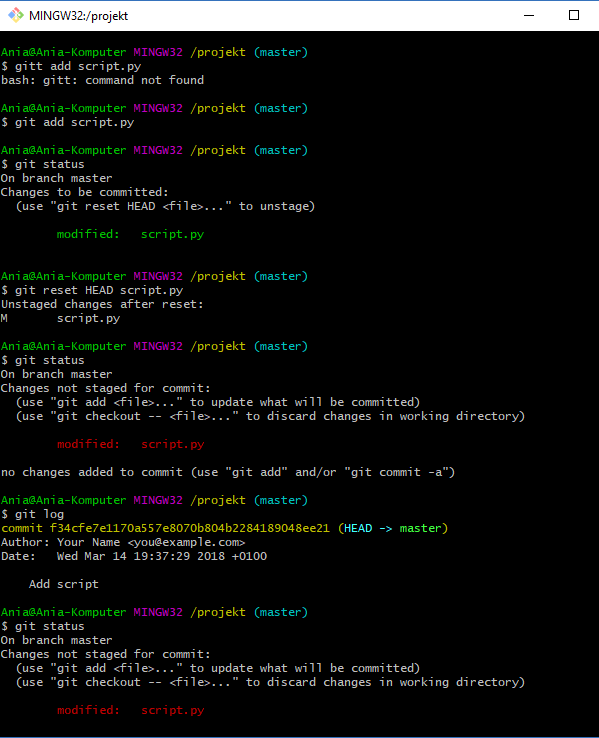 MINGW32:/projekt
Ania@Ania-Komputer MINGW32 /projekt (master)
$ gitt add script.py
bash: gitt: command not found
Ania@Ania-Komputer MINGW32 /projekt (master)
$ git add script.py
Ania@Ania-Komputer MINGW32 /projekt (master)
$ git status
On branch master
Changes to be committed:
  (use "git reset HEAD <file>..." to unstage)
        modified:   script.py
Ania@Ania-Komputer MINGW32 /projekt (master)
$ git reset HEAD script.py
Unstaged changes after reset:
M       script.py
Ania@Ania-Komputer MINGW32 /projekt (master)
$ git status
On branch master
Changes not staged for commit:
  (use "git add <file>..." to update what will be committed)
  (use "git checkout -- <file>..." to discard changes in working directory)
        modified:   script.py
no changes added to commit (use "git add" and/or "git commit -a")
Ania@Ania-Komputer MINGW32 /projekt (master)
$ git log
commit f34cfe7e1170a557e8070b804b2284189048ee21 (HEAD -> master)
Author: Your Name <you@example.com>
Date:   Wed Mar 14 19:37:29 2018 +0100
    Add script
Ania@Ania-Komputer MINGW32 /projekt (master)
$ git status
On branch master
Changes not staged for commit:
  (use "git add <file>..." to update what will be committed)
  (use "git checkout -- <file>..." to discard changes in working directory)
        modified:   script.py